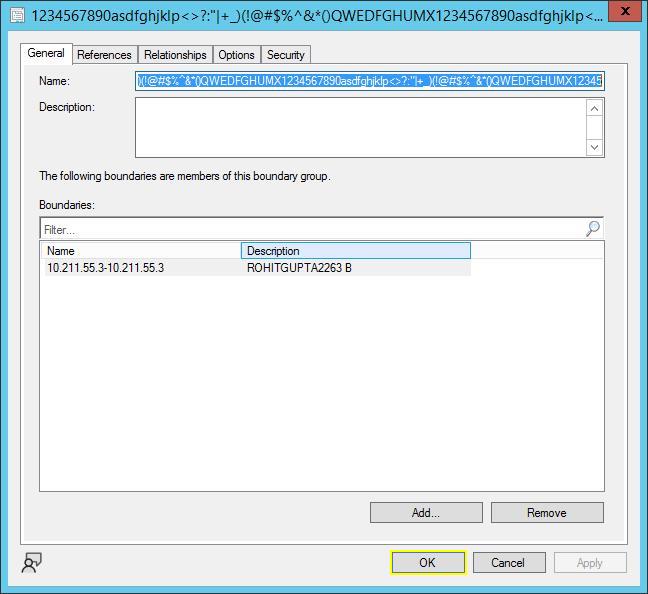 1234567890asdfghjklp<>?:"|+_)(!@#$%^&*()QWEDFGHUMX1234567890asdfghjklp<...
General References Relationships Options Security
Name: )(!@#$%^&*()QWEDFGHUMX1234567890asdfghjklp<>?:"|+_)(!@#$%^&*()QWEDFGHUMX12345
Description:
The following boundaries are members of this boundary group.
Boundaries:
Filter...
Name Description
10.211.55.3-10.211.55.3 ROHITGUPTA2263 B
Add... Remove
OK Cancel Apply